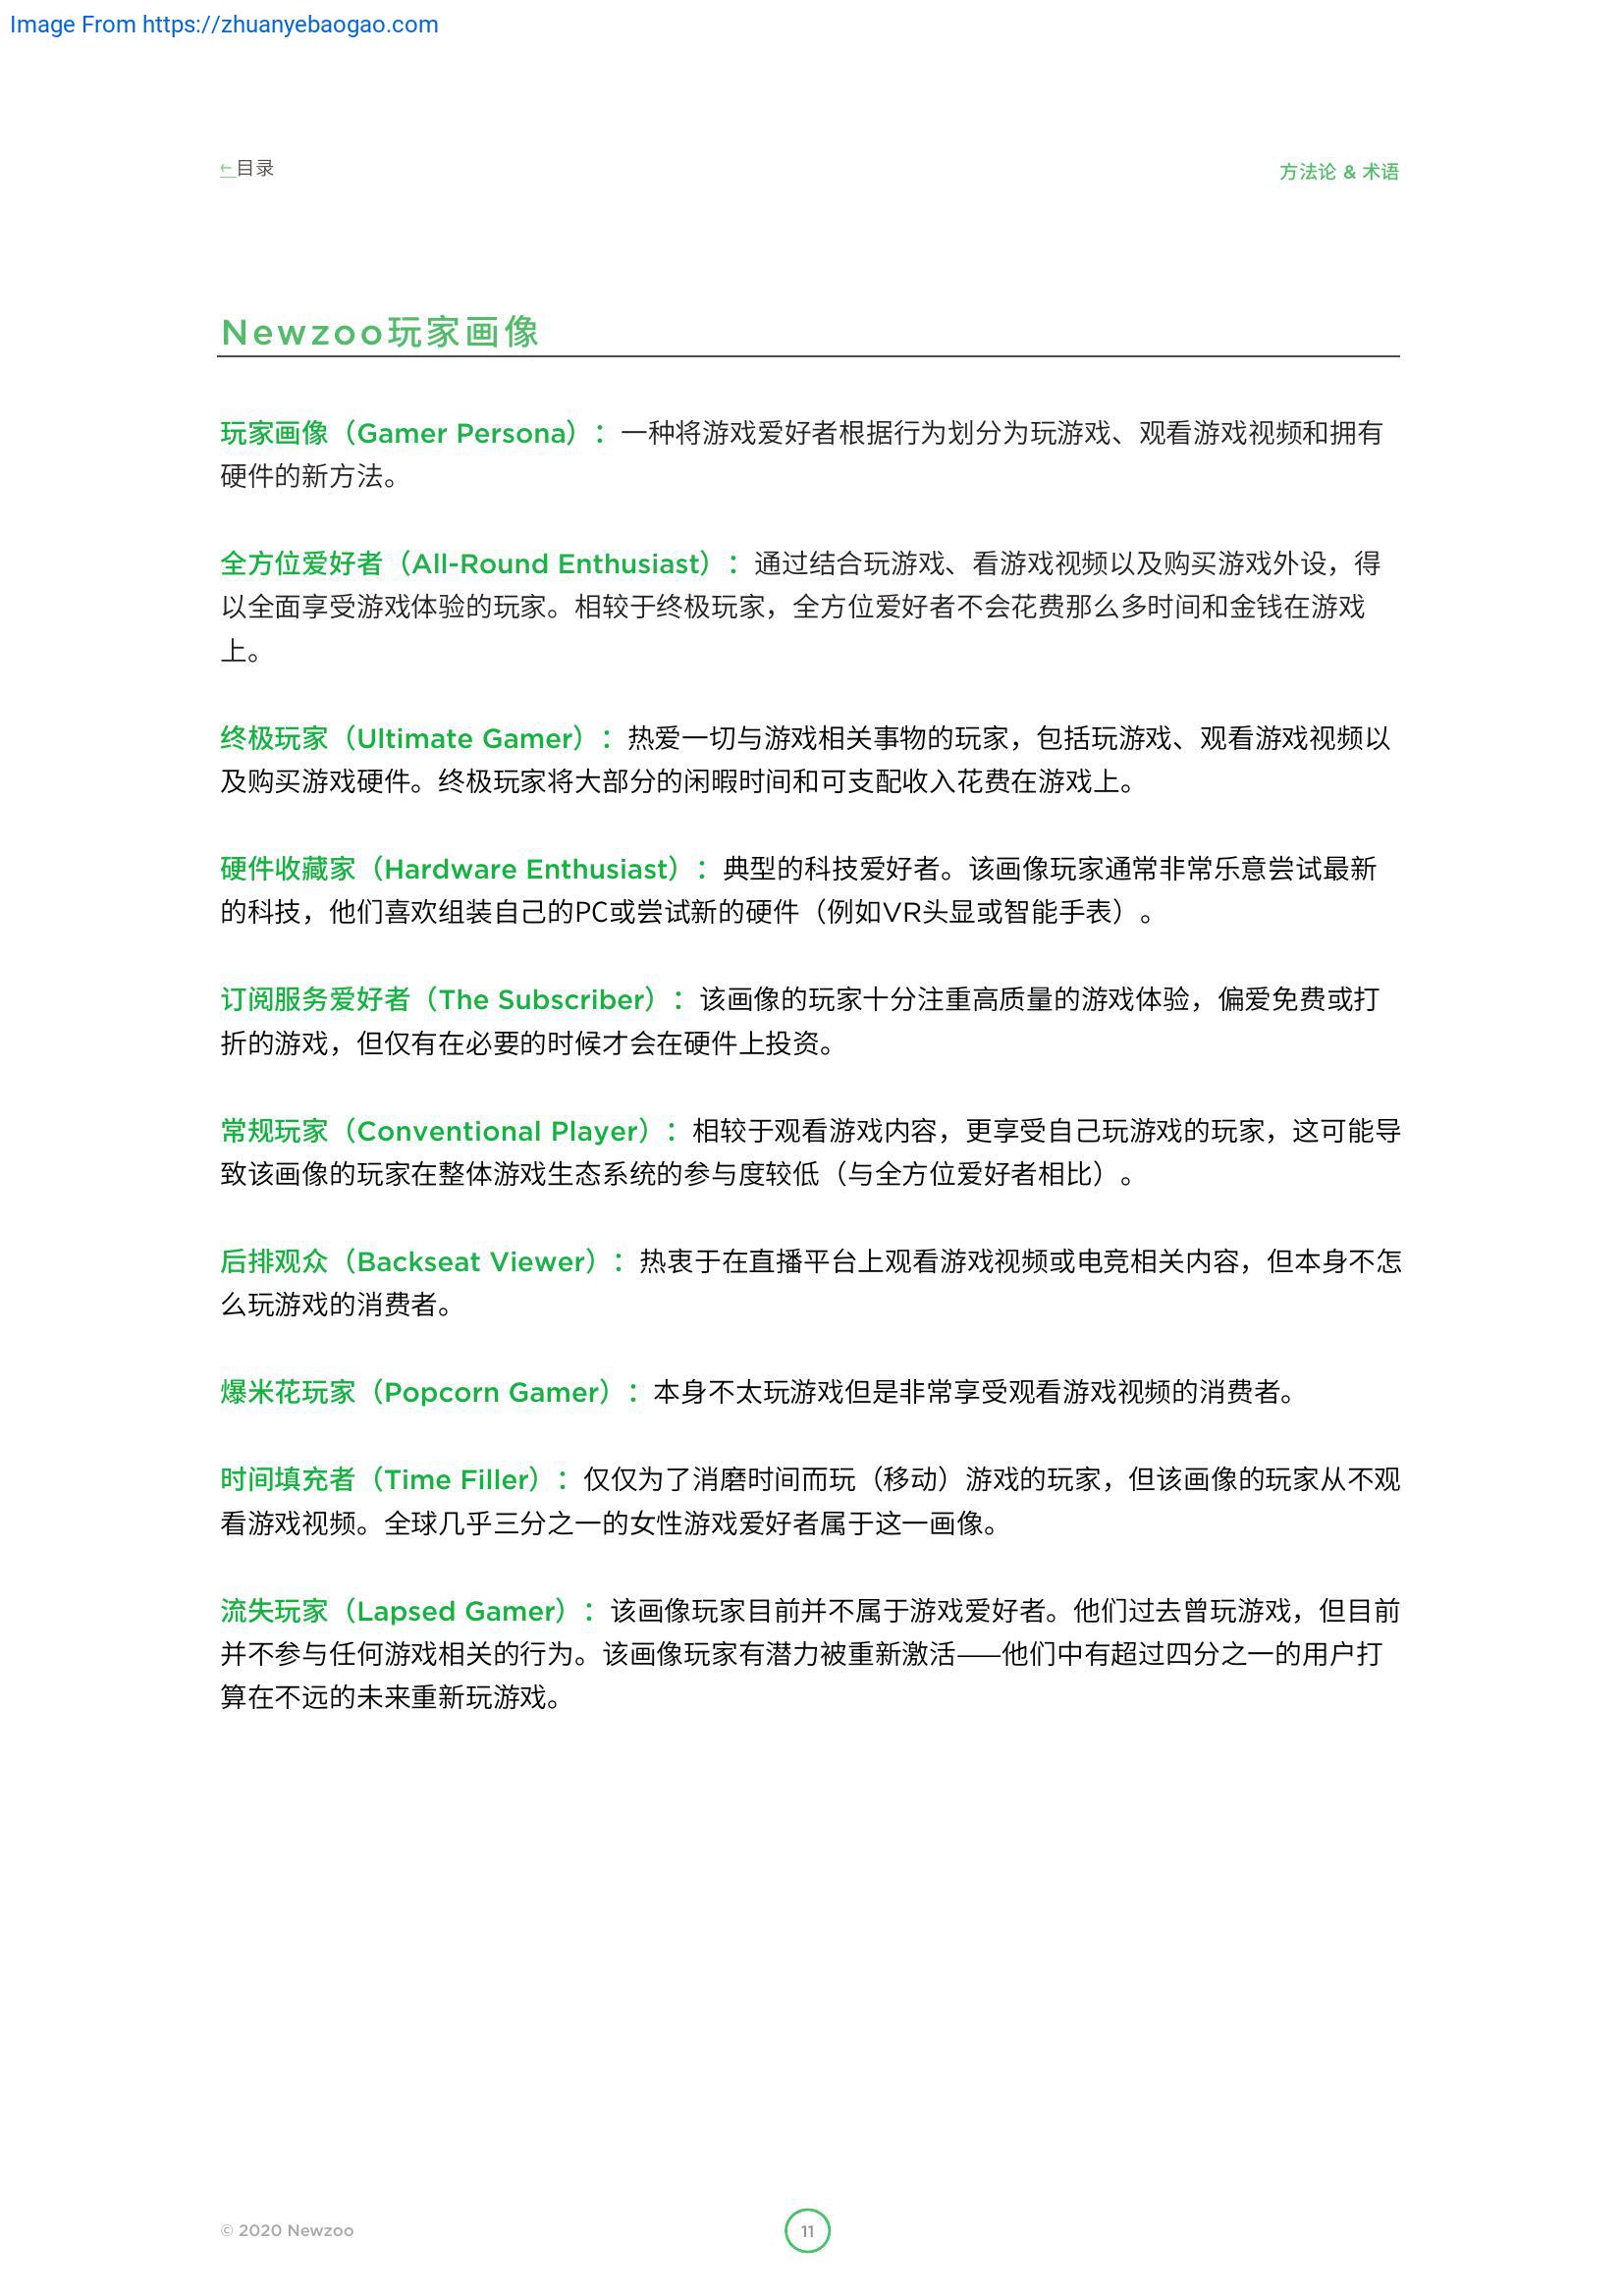 Image From https://zhuanyebaogao.com
←目录
方法论 & 术语
Newzoo玩家画像
玩家画像（Gamer Persona）：一种将游戏爱好者根据行为划分为玩游戏、观看游戏视频和拥有
硬件的新方法。
全方位爱好者（All-Round Enthusiast）：通过结合玩游戏、看游戏视频以及购买游戏外设，得
以全面享受游戏体验的玩家。相较于终极玩家，全方位爱好者不会花费那么多时间和金钱在游戏
上。
终极玩家（Ultimate Gamer）：热爱一切与游戏相关事物的玩家，包括玩游戏、观看游戏视频以
及购买游戏硬件。终极玩家将大部分的闲暇时间和可支配收入花费在游戏上。
硬件收藏家（Hardware Enthusiast）：典型的科技爱好者。该画像玩家通常非常乐意尝试最新
的科技，他们喜欢组装自己的PC或尝试新的硬件（例如VR头显或智能手表）。
订阅服务爱好者（The Subscriber）：该画像的玩家十分注重高质量的游戏体验，偏爱免费或打
折的游戏，但仅有在必要的时候才会在硬件上投资。
常规玩家（Conventional Player）：相较于观看游戏内容，更享受自己玩游戏的玩家，这可能导
致该画像的玩家在整体游戏生态系统的参与度较低（与全方位爱好者相比）。
后排观众（Backseat Viewer）：热衷于在直播平台上观看游戏视频或电竞相关内容，但本身不怎
么玩游戏的消费者。
爆米花玩家（Popcorn Gamer）：本身不太玩游戏但是非常享受观看游戏视频的消费者。
时间填充者（Time Filler）：仅仅为了消磨时间而玩（移动）游戏的玩家，但该画像的玩家从不观
看游戏视频。全球几乎三分之一的女性游戏爱好者属于这一画像。
流失玩家（Lapsed Gamer）：该画像玩家目前并不属于游戏爱好者。他们过去曾玩游戏，但目前
并不参与任何游戏相关的行为。该画像玩家有潜力被重新激活——他们中有超过四分之一的用户打
算在不远的未来重新玩游戏。
© 2020 Newzoo
11